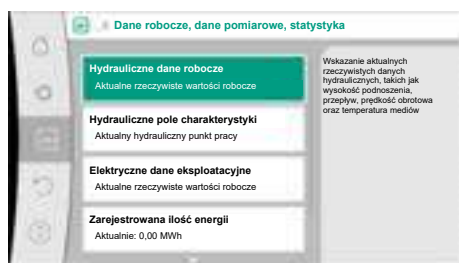 Dane robocze, dane pomiarowe, statystyka
Hydrauliczne dane robocze
Aktualne rzeczywiste wartości robocze
Hydrauliczne pole charakterystyki
Aktualny hydrauliczny punkt pracy
Elektryczne dane eksploatacyjne
Aktualne rzeczywiste wartości robocze
Zarejestrowana ilość energii
Aktualnie: 0,00 MWh
Wskazanie aktualnych
rzeczywistych danych
hydraulicznych, takich jak
wysokość podnoszenia,
przepływ, prędkość obrotowa
oraz temperatura mediów